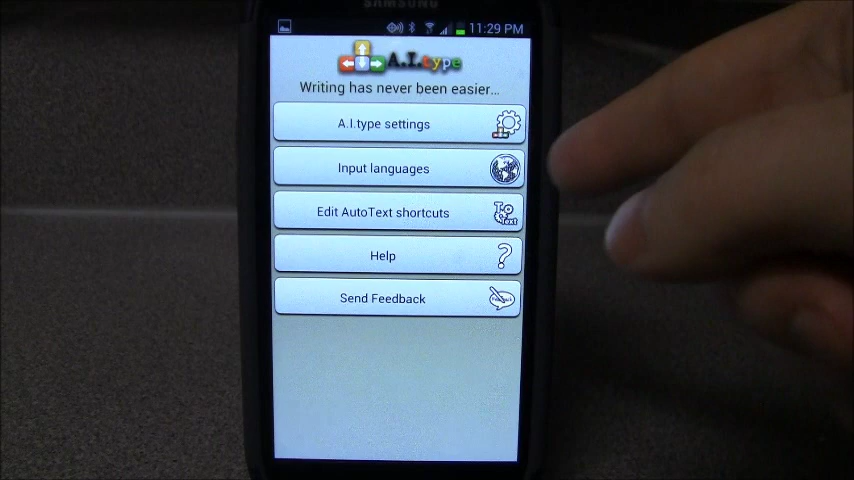 SAMSUNG
11:29 PM
A.I.type
Writing has never been easier...
A.I.type settings
Input languages
Edit AutoText shortcuts
Text
Help
?
Send Feedback